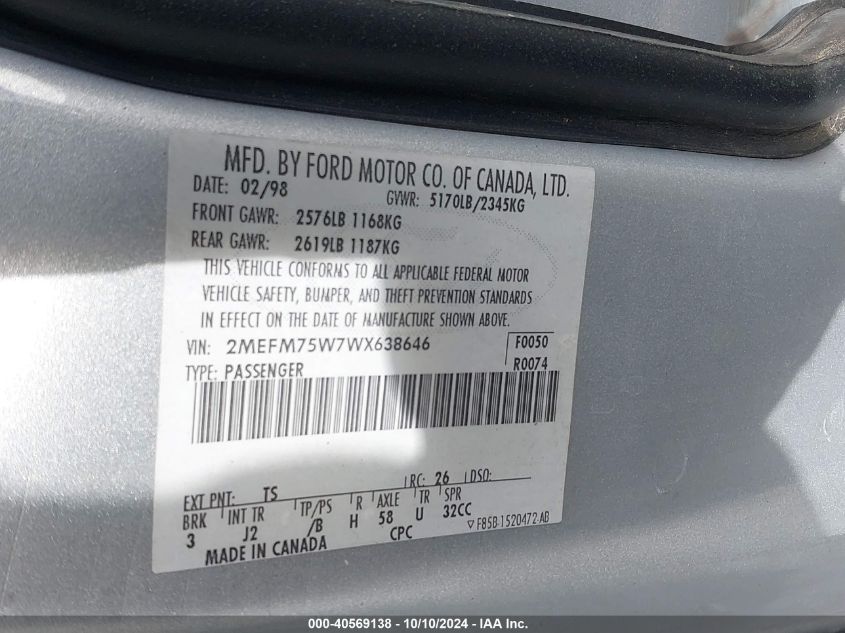 MFD. BY FORD MOTOR CO. OF CANADA, LTD.
DATE: 02/98 GVWR: 5170LB/2345KG
FRONT GAWR: 2576LB 1168KG
REAR GAWR: 2619LB 1187KG
THIS VEHICLE CONFORMS TO ALL APPLICABLE FEDERAL MOTOR
VEHICLE SAFETY, BUMPER, AND THEFT PREVENTION STANDARDS
IN EFFECT ON THE DATE OF MANUFACTURE SHOWN ABOVE.
VIN: 2MEFM75W7WX638646 F0050
TYPE: PASSENGER R0074
EXT PNT: TS RC: 26 DSO:
BRK INT TR TP/PS R AXLE TR SPR
3 J2 /B H 58 U 32CC
MADE IN CANADA CPC F85B-1520472-AB
000-40569138 - 10/10/2024 - IAA Inc.